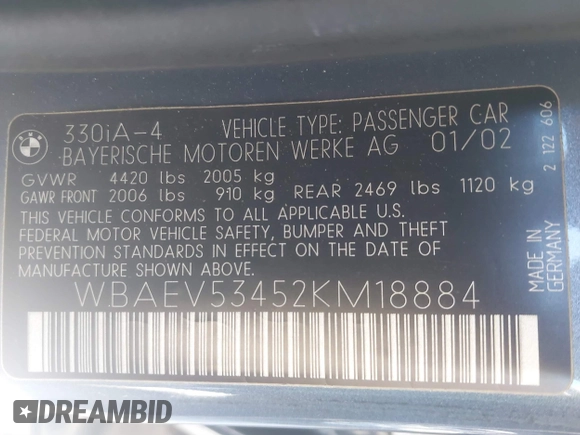 BMW
330iA-4 VEHICLE TYPE: PASSENGER CAR
BAYERISCHE MOTOREN WERKE AG 01/02
GVWR 4420 lbs 2005 kg
GAWR FRONT 2006 lbs 910 kg REAR 2469 lbs 1120 kg
THIS VEHICLE CONFORMS TO ALL APPLICABLE U.S.
FEDERAL MOTOR VEHICLE SAFETY, BUMPER AND THEFT
PREVENTION STANDARDS IN EFFECT ON THE DATE OF
MANUFACTURE SHOWN ABOVE.
WBAEV53452KM18884
MADE IN GERMANY 2 122 606
DREAMBID